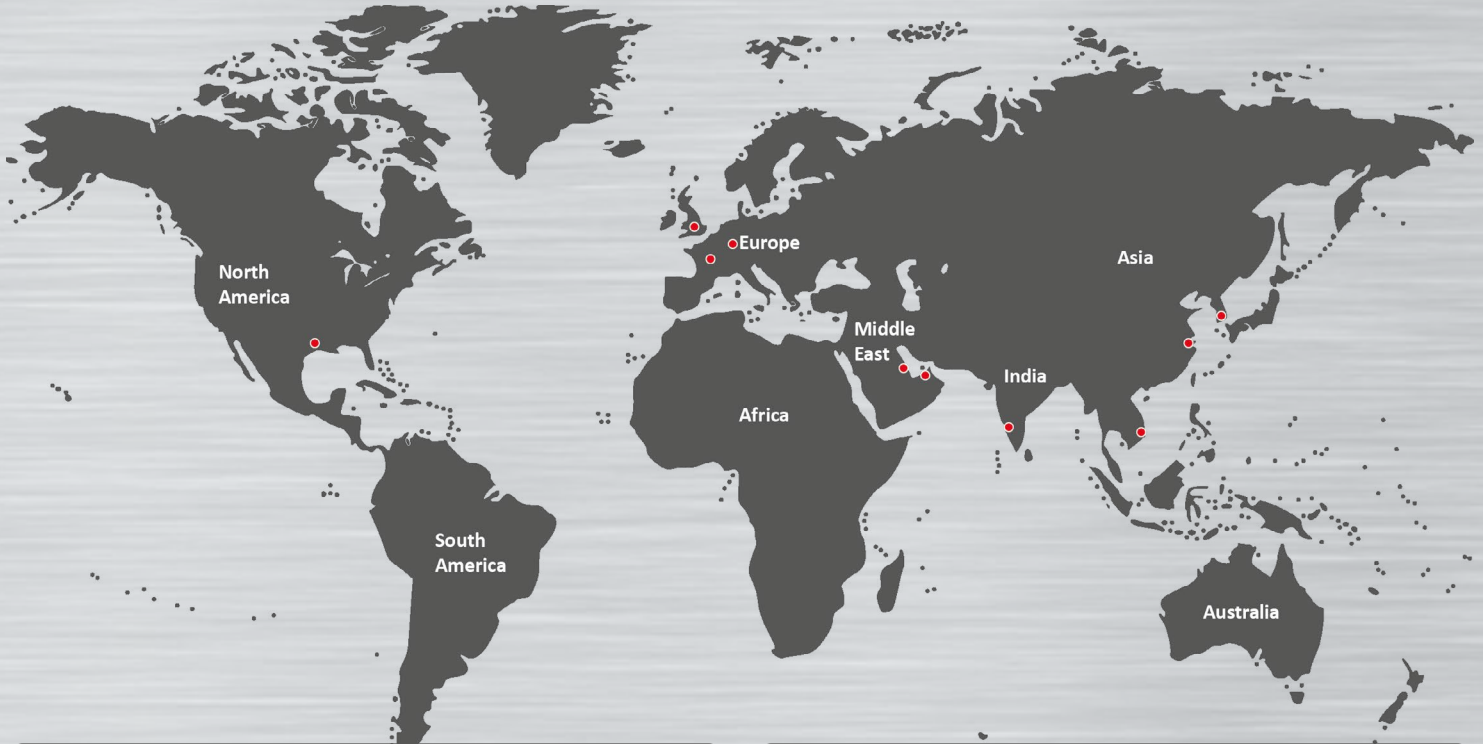 Europe
Asia
North
America
Middle
East
India
Africa
South
America
Australia